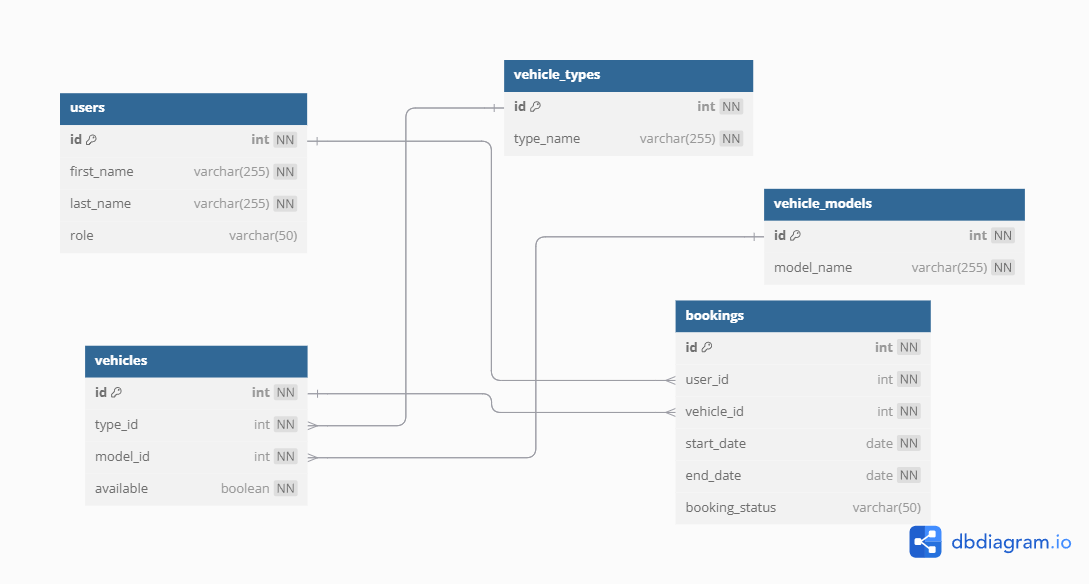 users
id int NN
first_name varchar(255) NN
last_name varchar(255) NN
role varchar(50)
vehicle_types
id int NN
type_name varchar(255) NN
vehicle_models
id int NN
model_name varchar(255) NN
vehicles
id int NN
type_id int NN
model_id int NN
available boolean NN
bookings
id int NN
user_id int NN
vehicle_id int NN
start_date date NN
end_date date NN
booking_status varchar(50)
dbdiagram.io